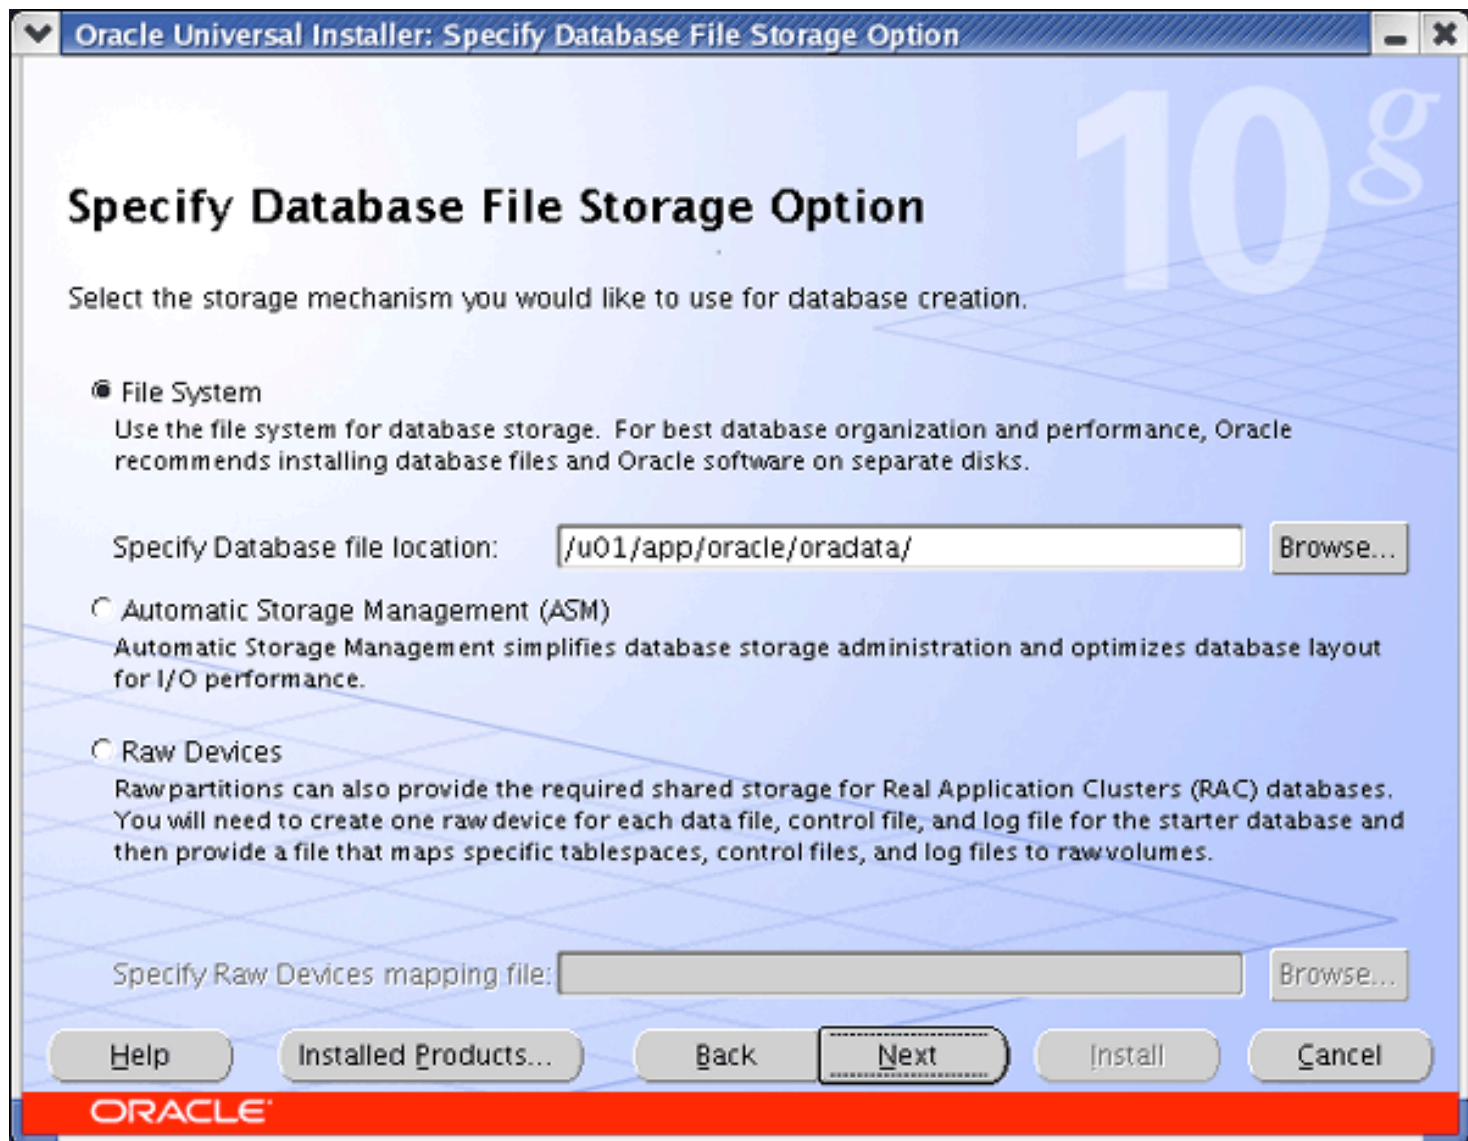 Oracle Universal Installer: Specify Database File Storage Option
10g
Specify Database File Storage Option
Select the storage mechanism you would like to use for database creation.
File System
Use the file system for database storage. For best database organization and performance, Oracle
recommends installing database files and Oracle software on separate disks.
Specify Database file location: /u01/app/oracle/oradata/ Browse...
Automatic Storage Management (ASM)
Automatic Storage Management simplifies database storage administration and optimizes database layout
for I/O performance.
Raw Devices
Raw partitions can also provide the required shared storage for Real Application Clusters (RAC) databases.
You will need to create one raw device for each data file, control file, and log file for the starter database and
then provide a file that maps specific tablespaces, control files, and log files to raw volumes.
Specify Raw Devices mapping file: Browse...
Help Installed Products... Back Next Install Cancel
ORACLE